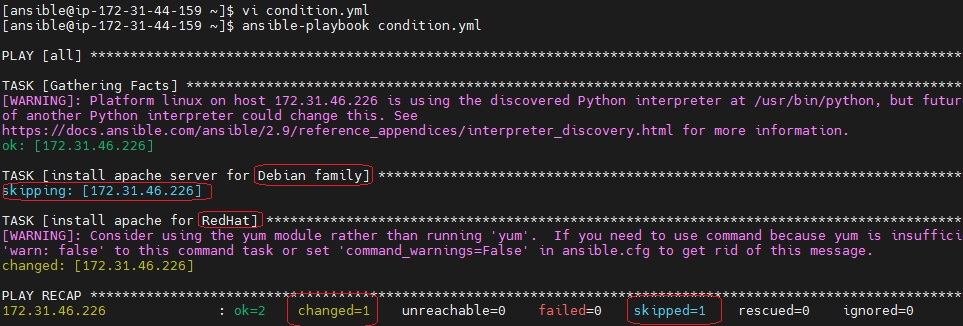 [ansible@ip-172-31-44-159 ~]$ vi condition.yml
[ansible@ip-172-31-44-159 ~]$ ansible-playbook condition.yml
PLAY [all] *************************************************************************************************************
TASK [Gathering Facts] *************************************************************************************************
[WARNING]: Platform linux on host 172.31.46.226 is using the discovered Python interpreter at /usr/bin/python, but futur
of another Python interpreter could change this. See
https://docs.ansible.com/ansible/2.9/reference_appendices/interpreter_discovery.html for more information.
ok: [172.31.46.226]
TASK [install apache server for Debian family] *************************************************************************
skipping: [172.31.46.226]
TASK [install apache for RedHat] ***************************************************************************************
[WARNING]: Consider using the yum module rather than running 'yum'.  If you need to use command because yum is insuffici
'warn: false' to this command task or set 'command_warnings=False' in ansible.cfg to get rid of this message.
changed: [172.31.46.226]
PLAY RECAP *************************************************************************************************************
172.31.46.226              : ok=2    changed=1    unreachable=0    failed=0    skipped=1    rescued=0    ignored=0